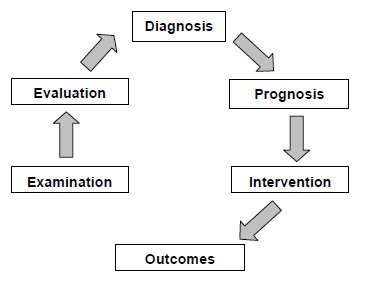 Diagnosis
Evaluation
Prognosis
Examination
Intervention
Outcomes